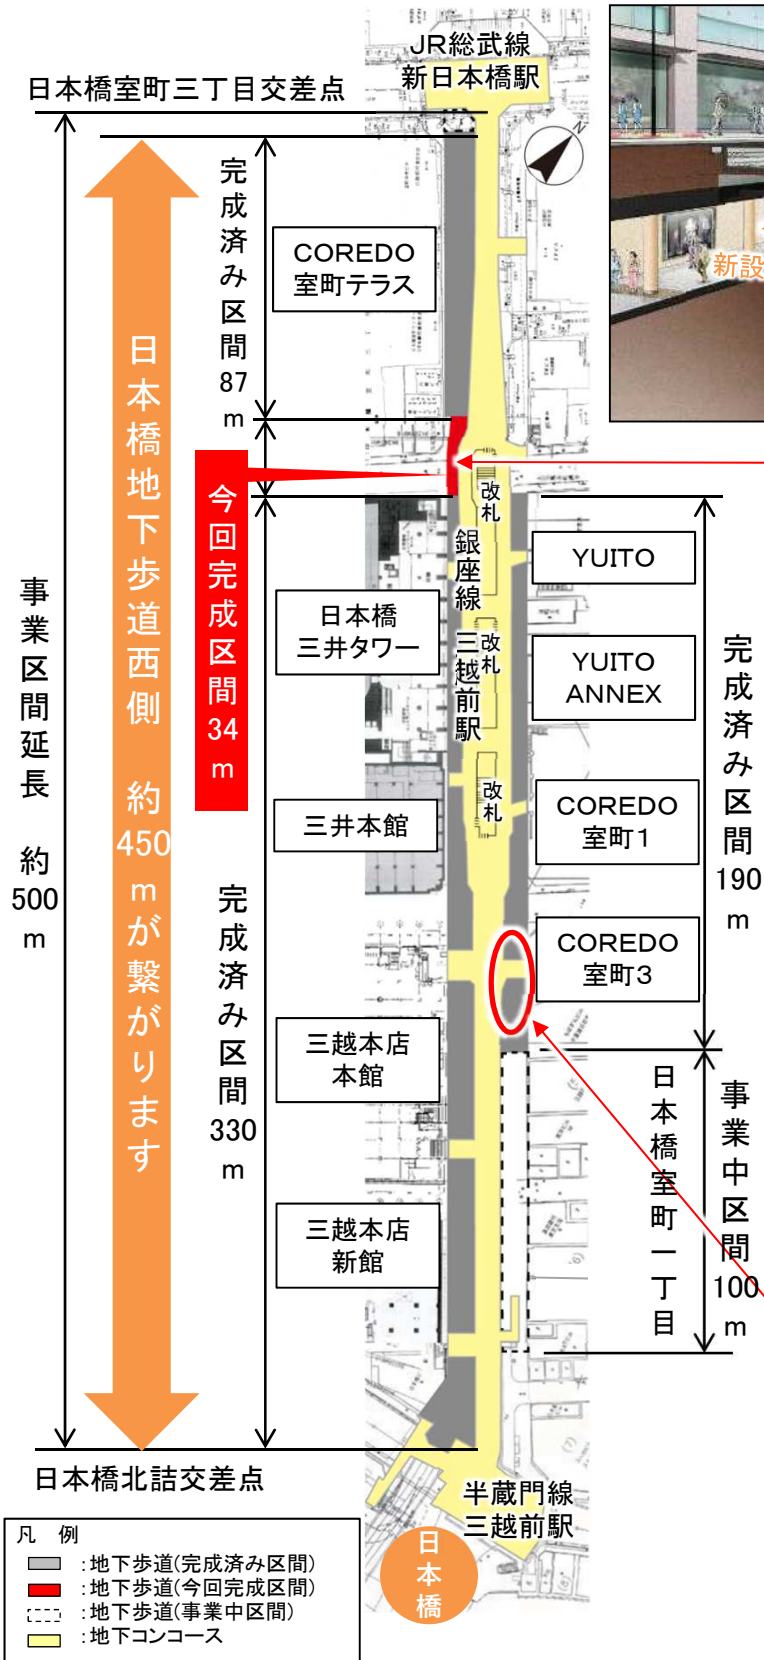 JR総武線
新日本橋駅
日本橋室町三丁目交差点
N
完成済み区間87m
COREDO
室町テラス
新設
日本橋地下歩道西側 約450mが繋がります
今回完成区間34m
改札
銀座線 三越前駅
YUITO
日本橋
三井タワー
改札
YUITO
ANNEX
事業区間延長 約500m
完成済み区間190m
改札
三井本館
COREDO
室町1
完成済み区間330m
COREDO
室町3
三越本店
本館
日本橋室町一丁目
事業中区間100m
三越本店
新館
日本橋北詰交差点
半蔵門線
三越前駅
日本橋
凡 例
:地下歩道(完成済み区間)
:地下歩道(今回完成区間)
:地下歩道(事業中区間)
:地下コンコース